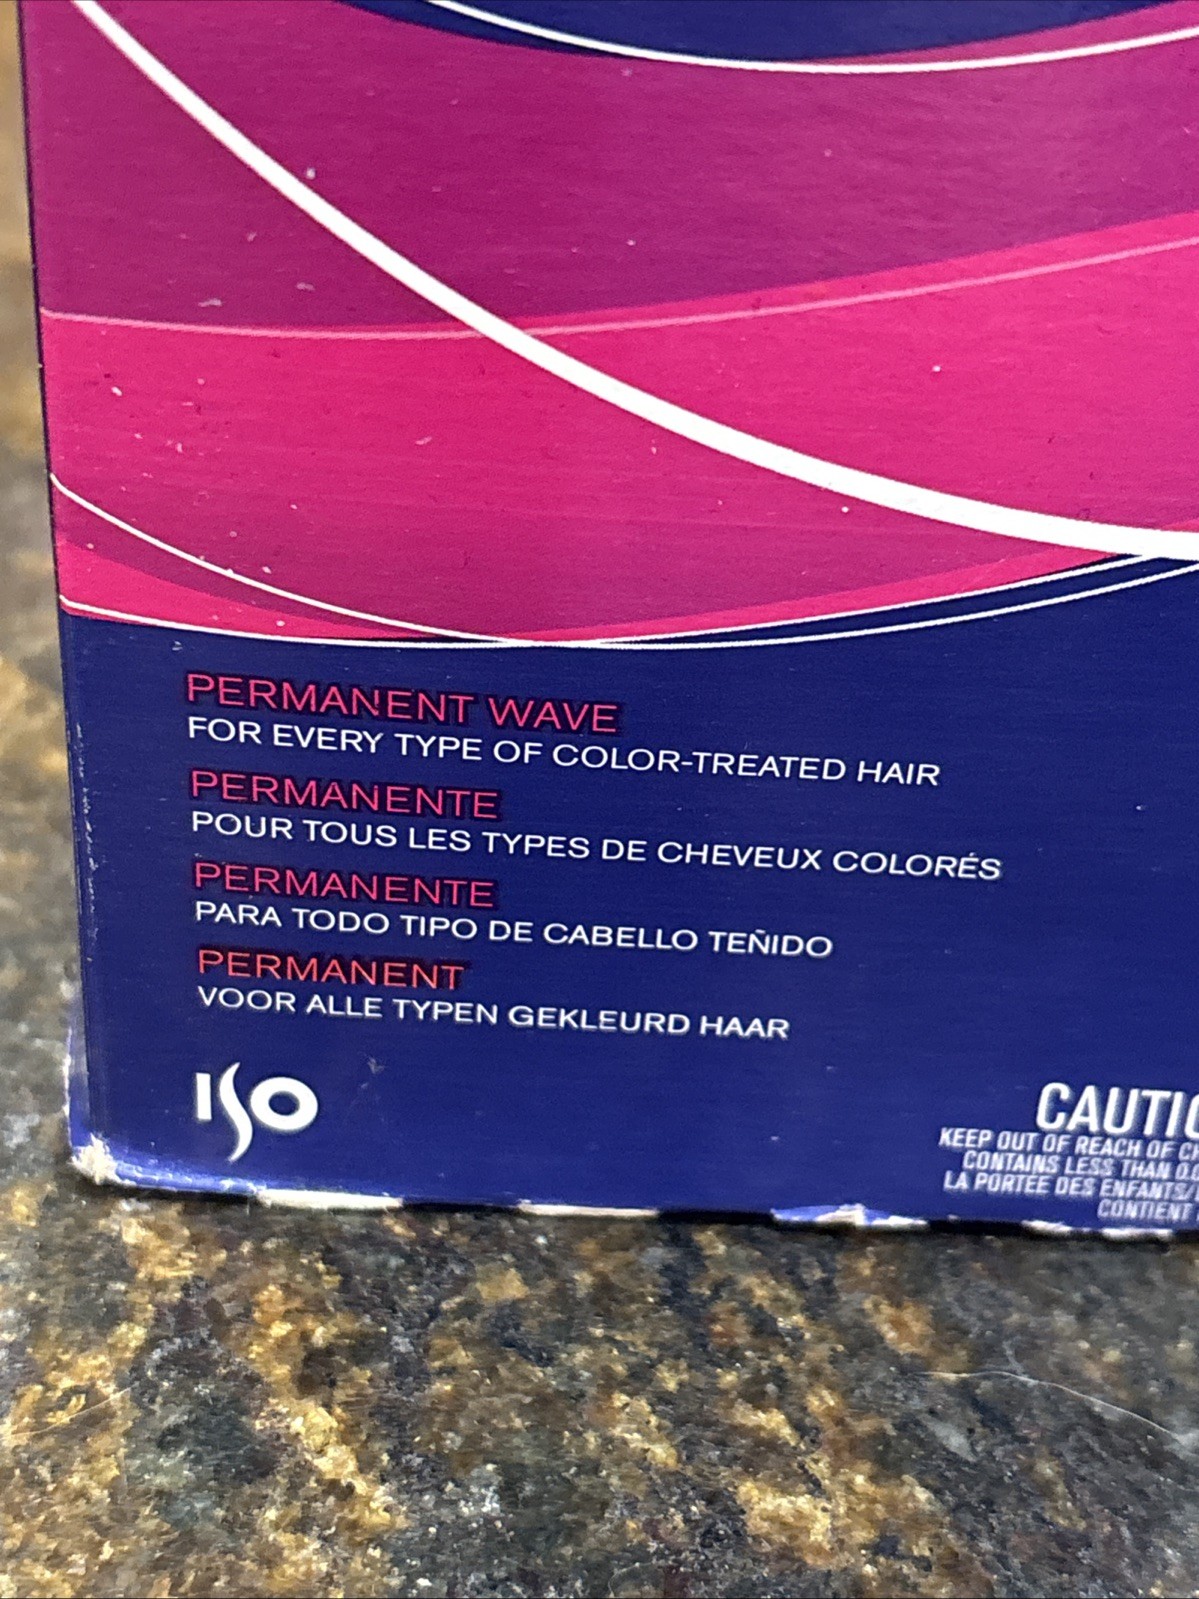 PERMANENT WAVE
FOR EVERY TYPE OF COLOR-TREATED HAIR
PERMANENTE
POUR TOUS LES TYPES DE CHEVEUX COLORÉS
PERMANENTE
PARA TODO TIPO DE CABELLO TEÑIDO
PERMANENT
VOOR ALLE TYPEN GEKLEURD HAAR
ISO
KEEP OUT OF REACH OF
CONTAINS LESS THAN
LA PORTÉE DES ENFANTS/
CONTIENT